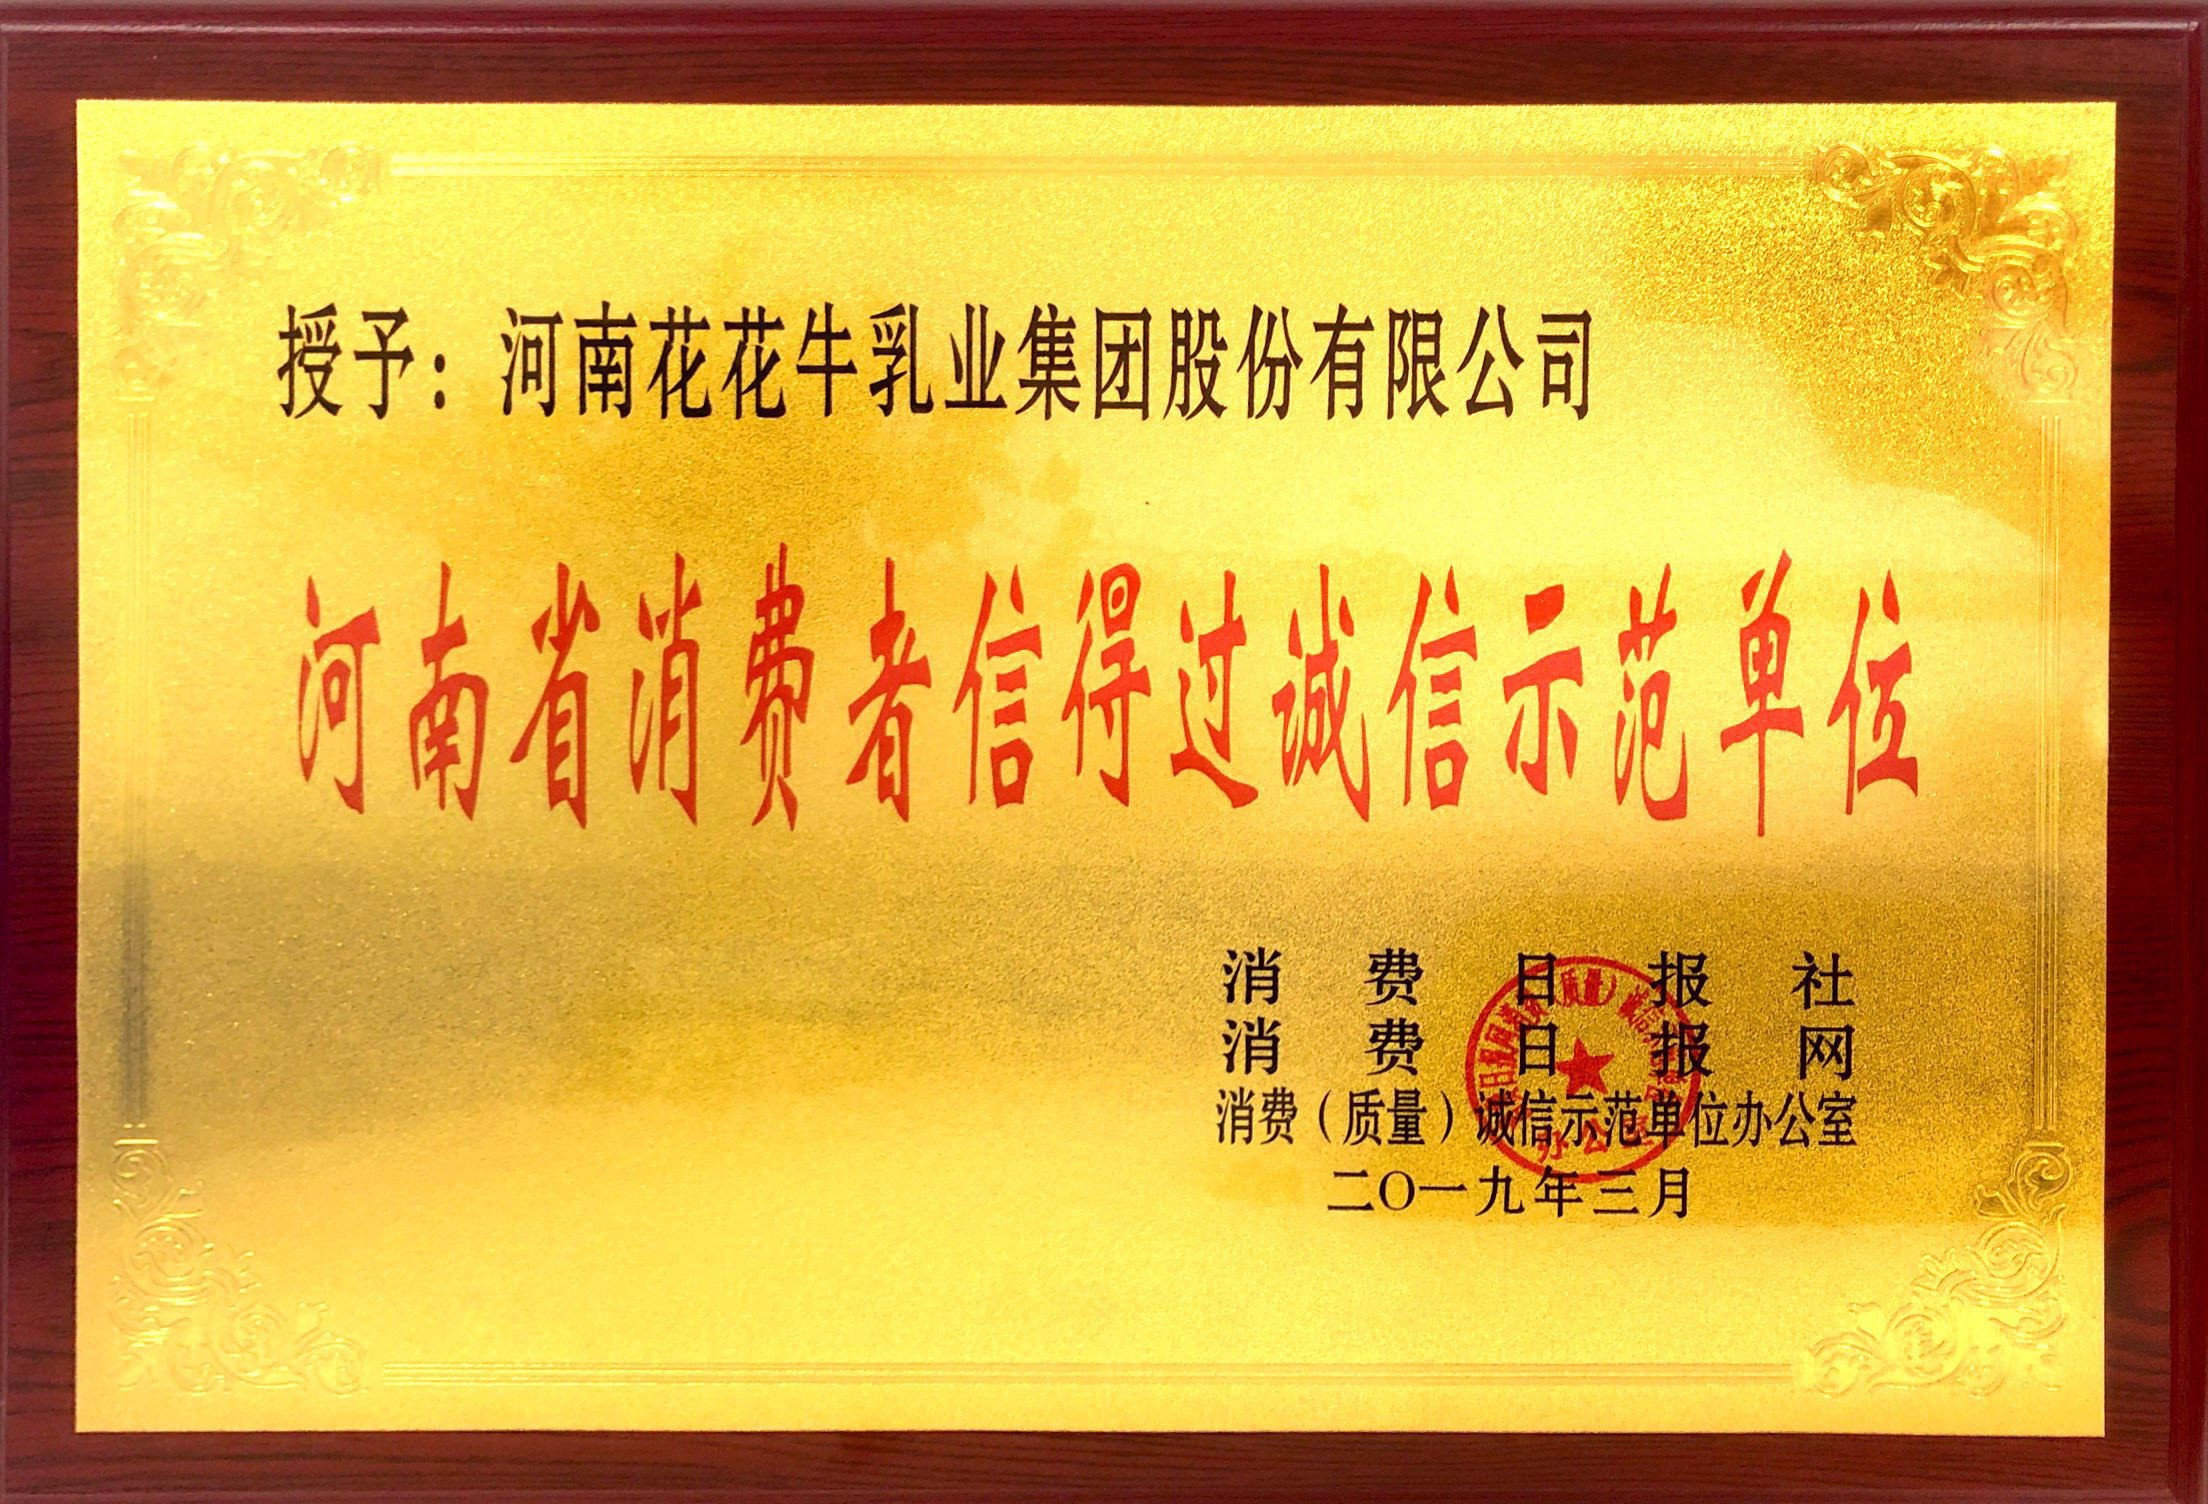 授予：河南花花牛乳业集团股份有限公司
河南省消费者信得过诚信示范单位
消费日报社
消费日报网
消费（质量）诚信示范单位办公室
二〇一九年三月